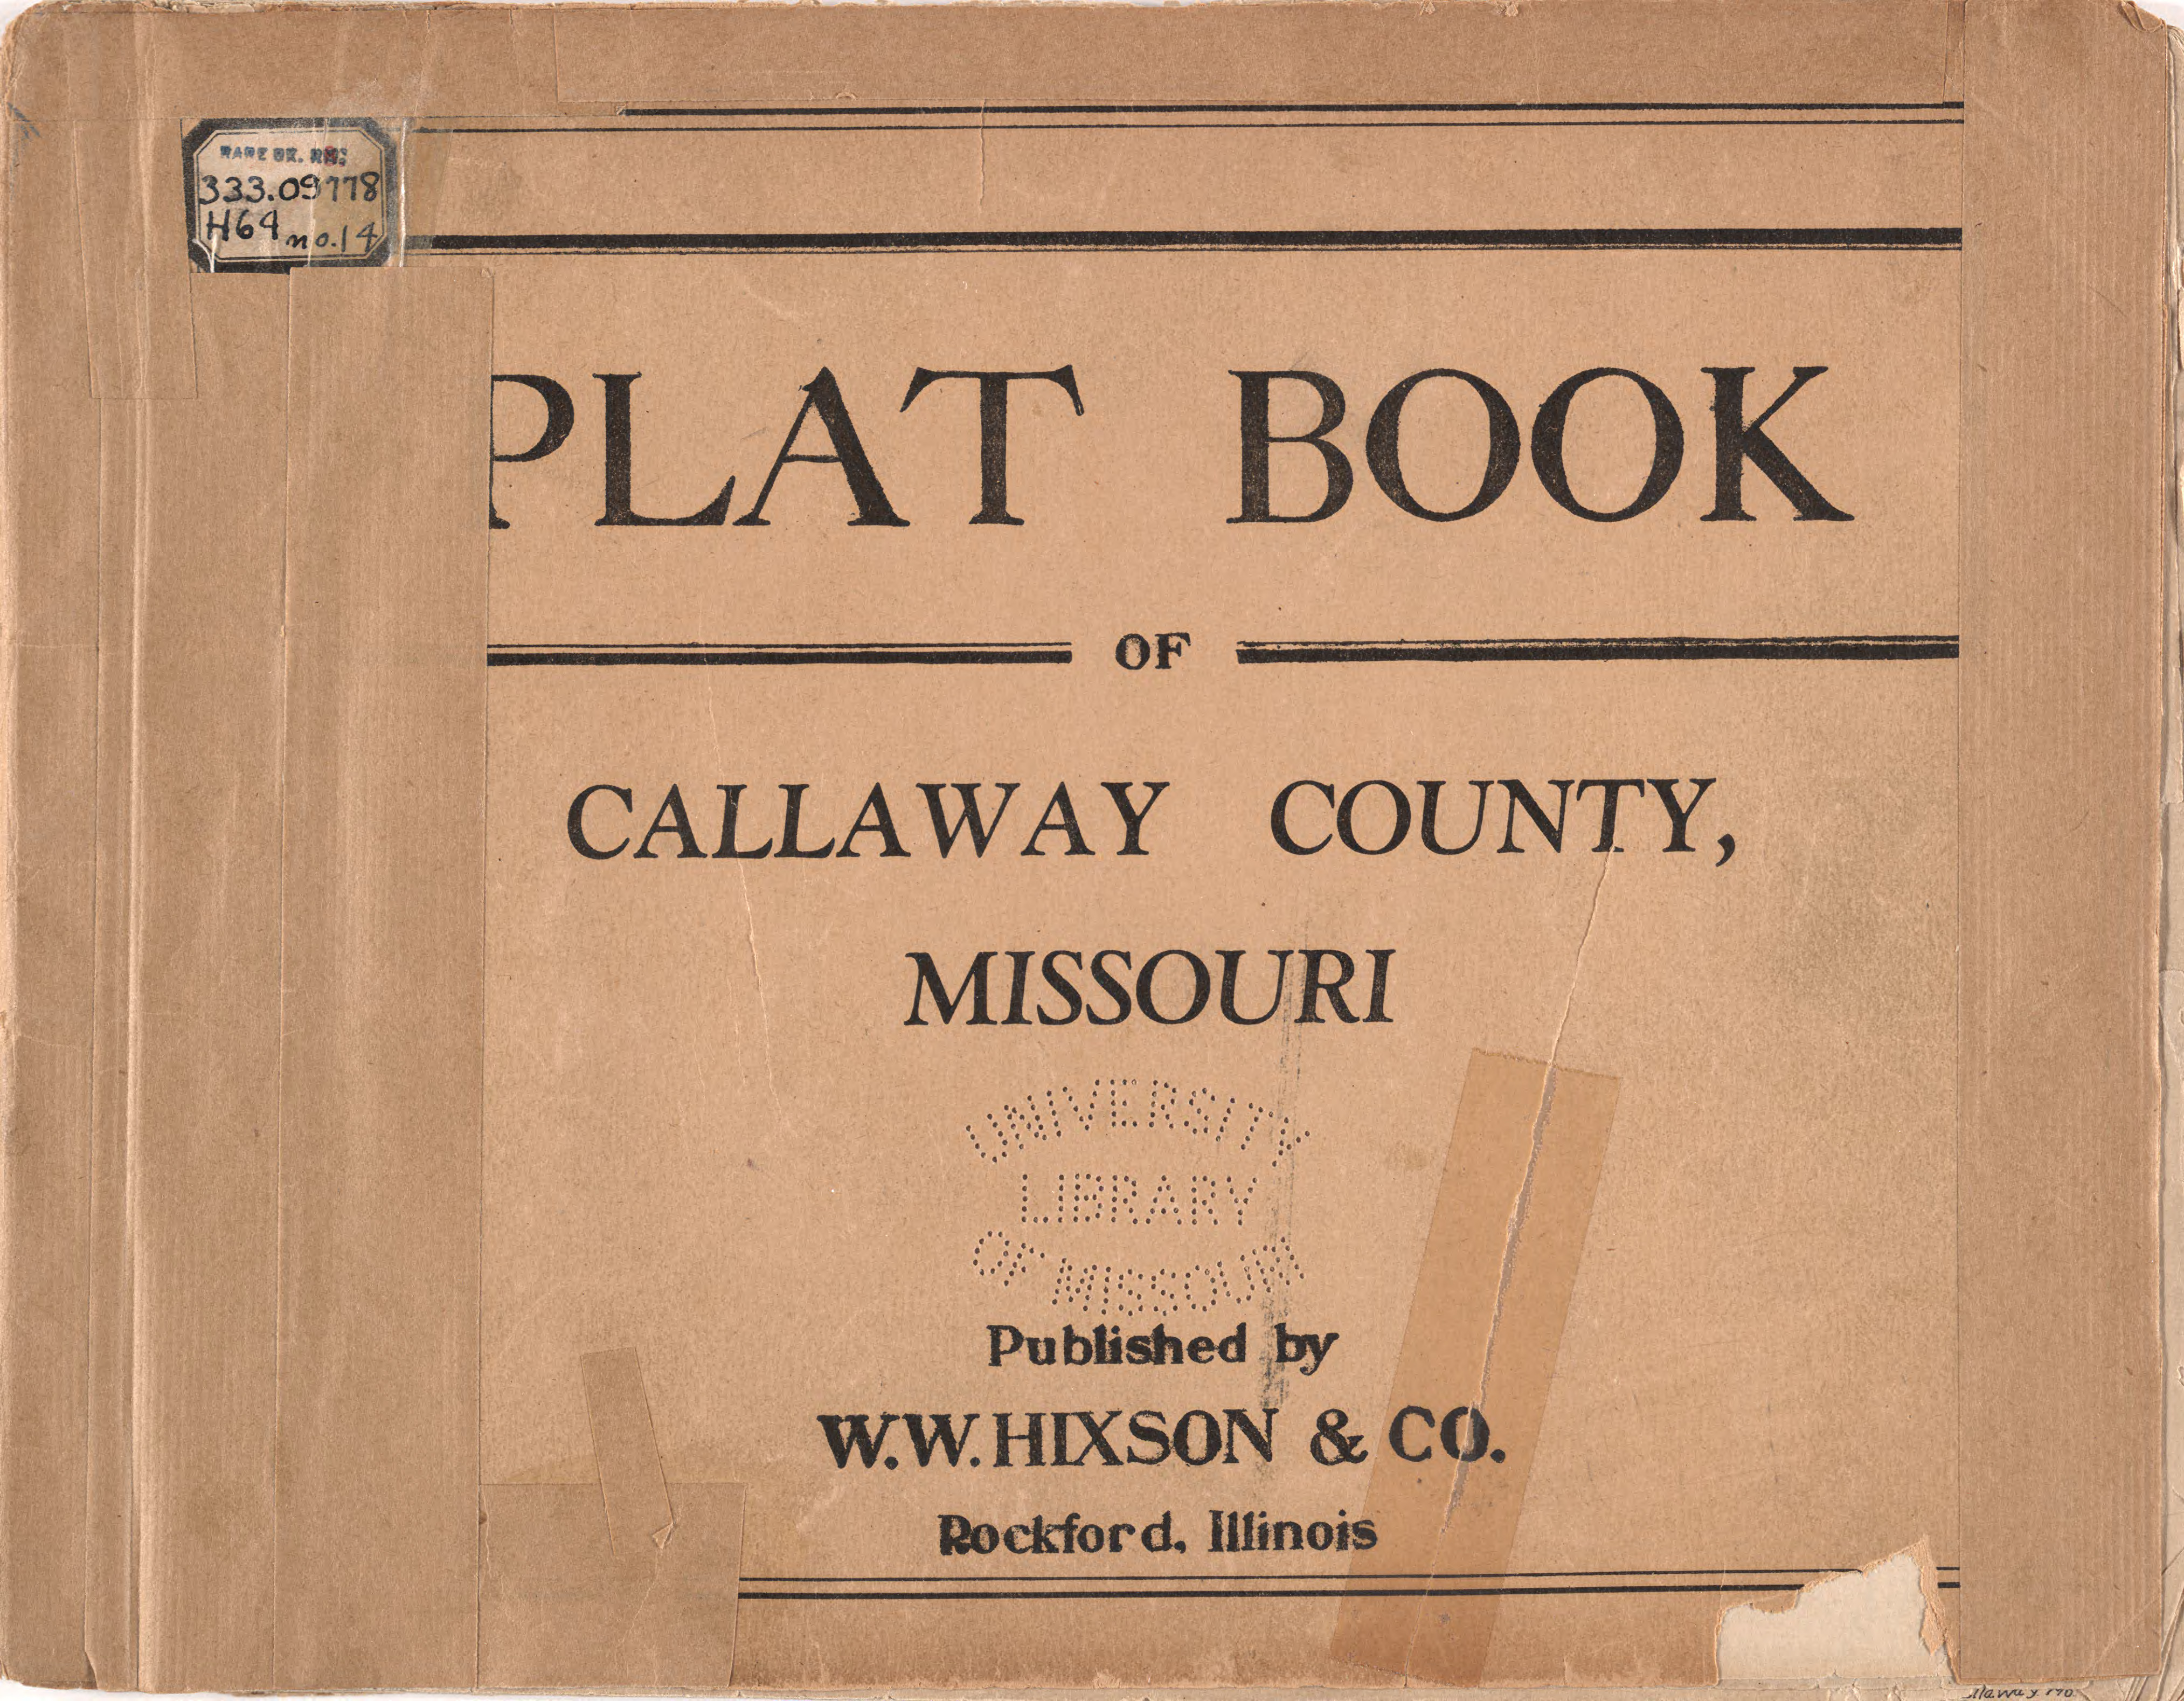 RARE BK. RM.
333.09778
H64 no.14
PLAT BOOK
OF
CALLAWAY COUNTY,
MISSOURI
UNIVERSITY
LIBRARY
OF MISSOURI
Published by
W.W. HIXSON & CO.
Rockford, Illinois